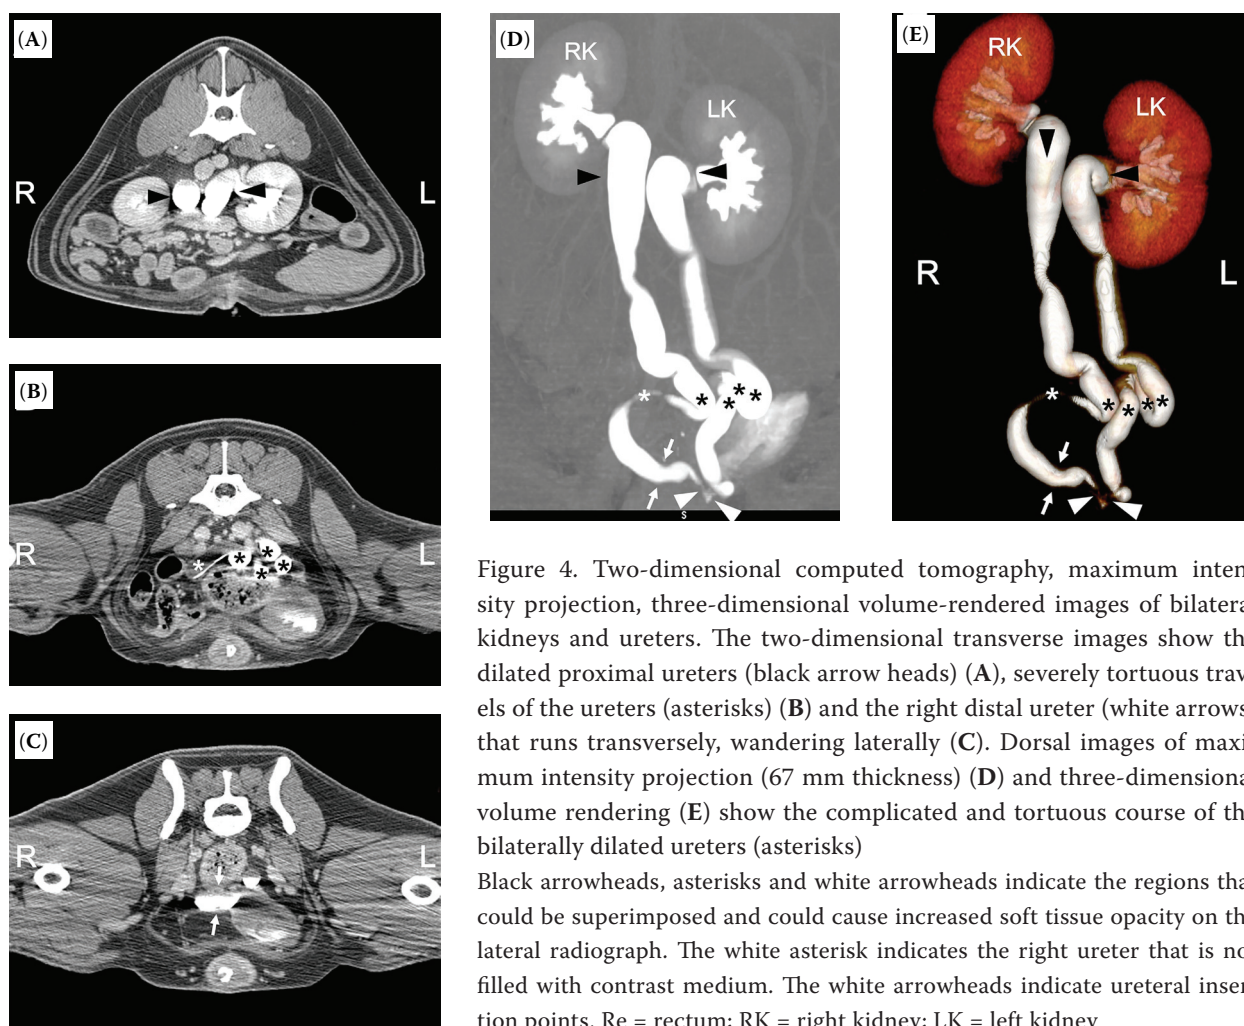 (A)
R
L
(B)
R
L
* * * * *
(C)
R
L
(D)
RK
LK
* * * * *
s
(E)
RK
LK
R
L
* * * * *
Figure 4. Two-dimensional computed tomography, maximum inten
sity projection, three-dimensional volume-rendered images of bilatera
kidneys and ureters. The two-dimensional transverse images show th
dilated proximal ureters (black arrow heads) (A), severely tortuous trav
els of the ureters (asterisks) (B) and the right distal ureter (white arrows
that runs transversely, wandering laterally (C). Dorsal images of maxi
mum intensity projection (67 mm thickness) (D) and three-dimensiona
volume rendering (E) show the complicated and tortuous course of th
bilaterally dilated ureters (asterisks)
Black arrowheads, asterisks and white arrowheads indicate the regions tha
could be superimposed and could cause increased soft tissue opacity on th
lateral radiograph. The white asterisk indicates the right ureter that is no
filled with contrast medium. The white arrowheads indicate ureteral inser
tion points. Re = rectum; RK = right kidney; LK = left kidney